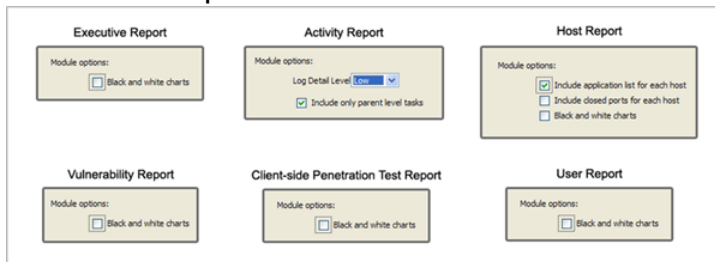 Executive Report
Module options:
Black and white charts
Activity Report
Module options:
Log Detail Level Low
Include only parent level tasks
Host Report
Module options:
Include application list for each host
Include closed ports for each host
Black and white charts
Vulnerability Report
Module options:
Black and white charts
Client-side Penetration Test Report
Module options:
Black and white charts
User Report
Module options:
Black and white charts